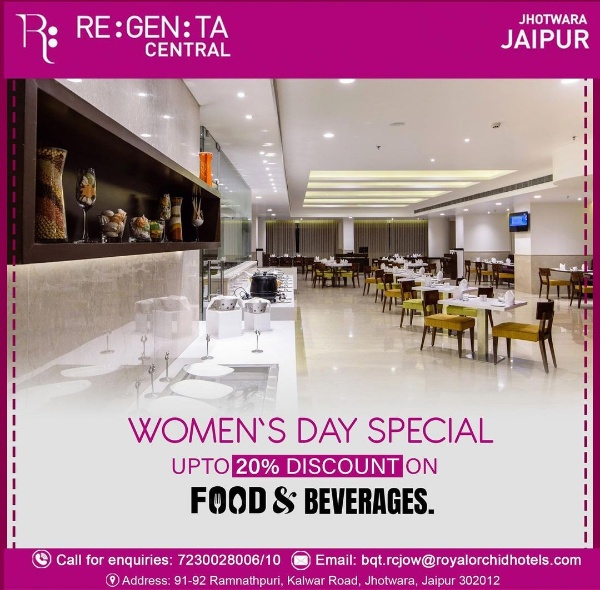 RE:GEN:TA
CENTRAL
JHOTWARA
JAIPUR
WOMEN'S DAY SPECIAL
UPTO 20% DISCOUNT ON
FOOD & BEVERAGES.
Call for enquiries: 7230028006/10 Email: bqt.rcjow@royalorchidhotels.com
Address: 91-92 Ramnathpuri, Kalwar Road, Jhotwara, Jaipur 302012